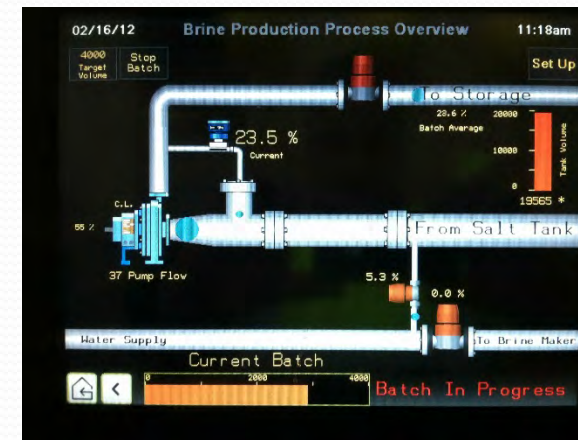 02/16/12 Brine Production Process Overview 11:18am
4000
Target
Volume
Stop
Batch
Set Up
To Storage
23.6 %
Batch Average
20000
10000
0
Tank Volume
19565 *
23.5 %
Current
C.L.
55 %
37 Pump Flow
From Salt Tank
5.3 %
0.0 %
Water Supply
To Brine Maker
Current Batch
0 2000 4000
Batch In Progress